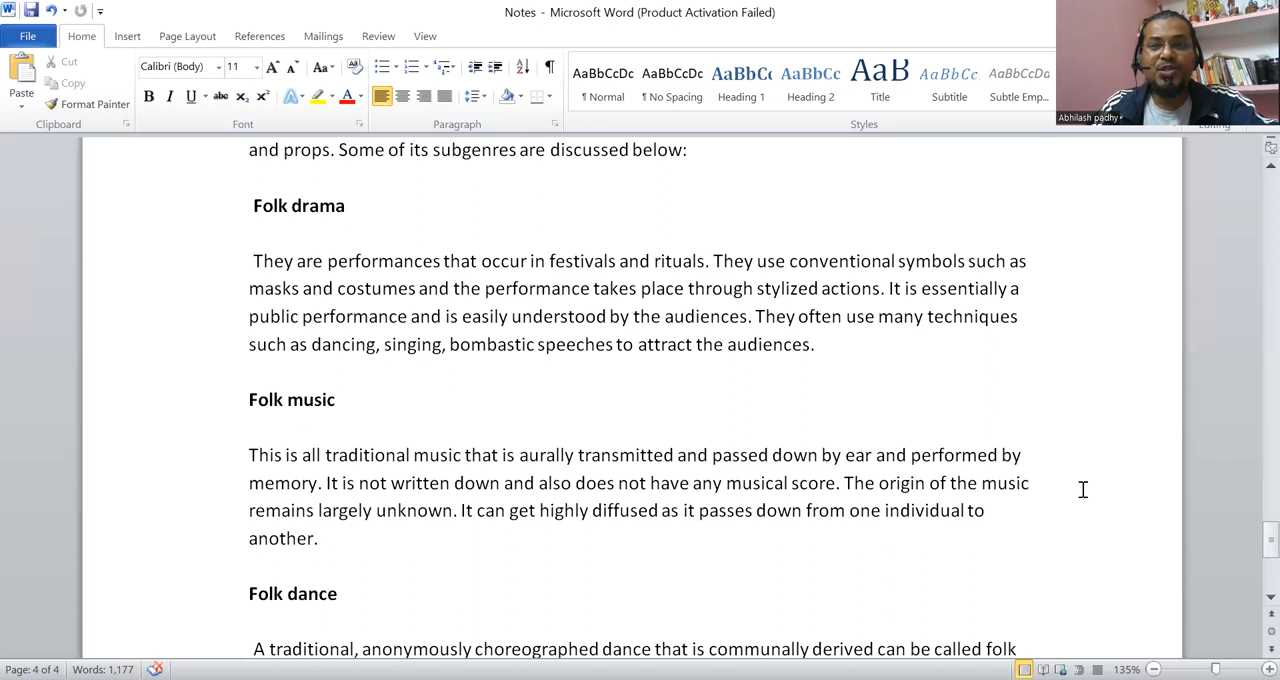 Notes - Microsoft Word (Product Activation Failed)
File Home Insert Page Layout References Mailings Review View
Cut
Copy
Format Painter
Paste
Calibri (Body) 11
Clipboard Font Paragraph Styles Editing
AaBbCcDc AaBbCcDc AaBbCc AaBbCc AaB AaBbCc. AaBbCcDa
¶ Normal ¶ No Spacing Heading 1 Heading 2 Title Subtitle Subtle Emp...
Abhilash padhy
and props. Some of its subgenres are discussed below:
Folk drama
They are performances that occur in festivals and rituals. They use conventional symbols such as
masks and costumes and the performance takes place through stylized actions. It is essentially a
public performance and is easily understood by the audiences. They often use many techniques
such as dancing, singing, bombastic speeches to attract the audiences.
Folk music
This is all traditional music that is aurally transmitted and passed down by ear and performed by
memory. It is not written down and also does not have any musical score. The origin of the music
remains largely unknown. It can get highly diffused as it passes down from one individual to
another.
Folk dance
A traditional, anonymously choreographed dance that is communally derived can be called folk
Page: 4 of 4 Words: 1,177 135%